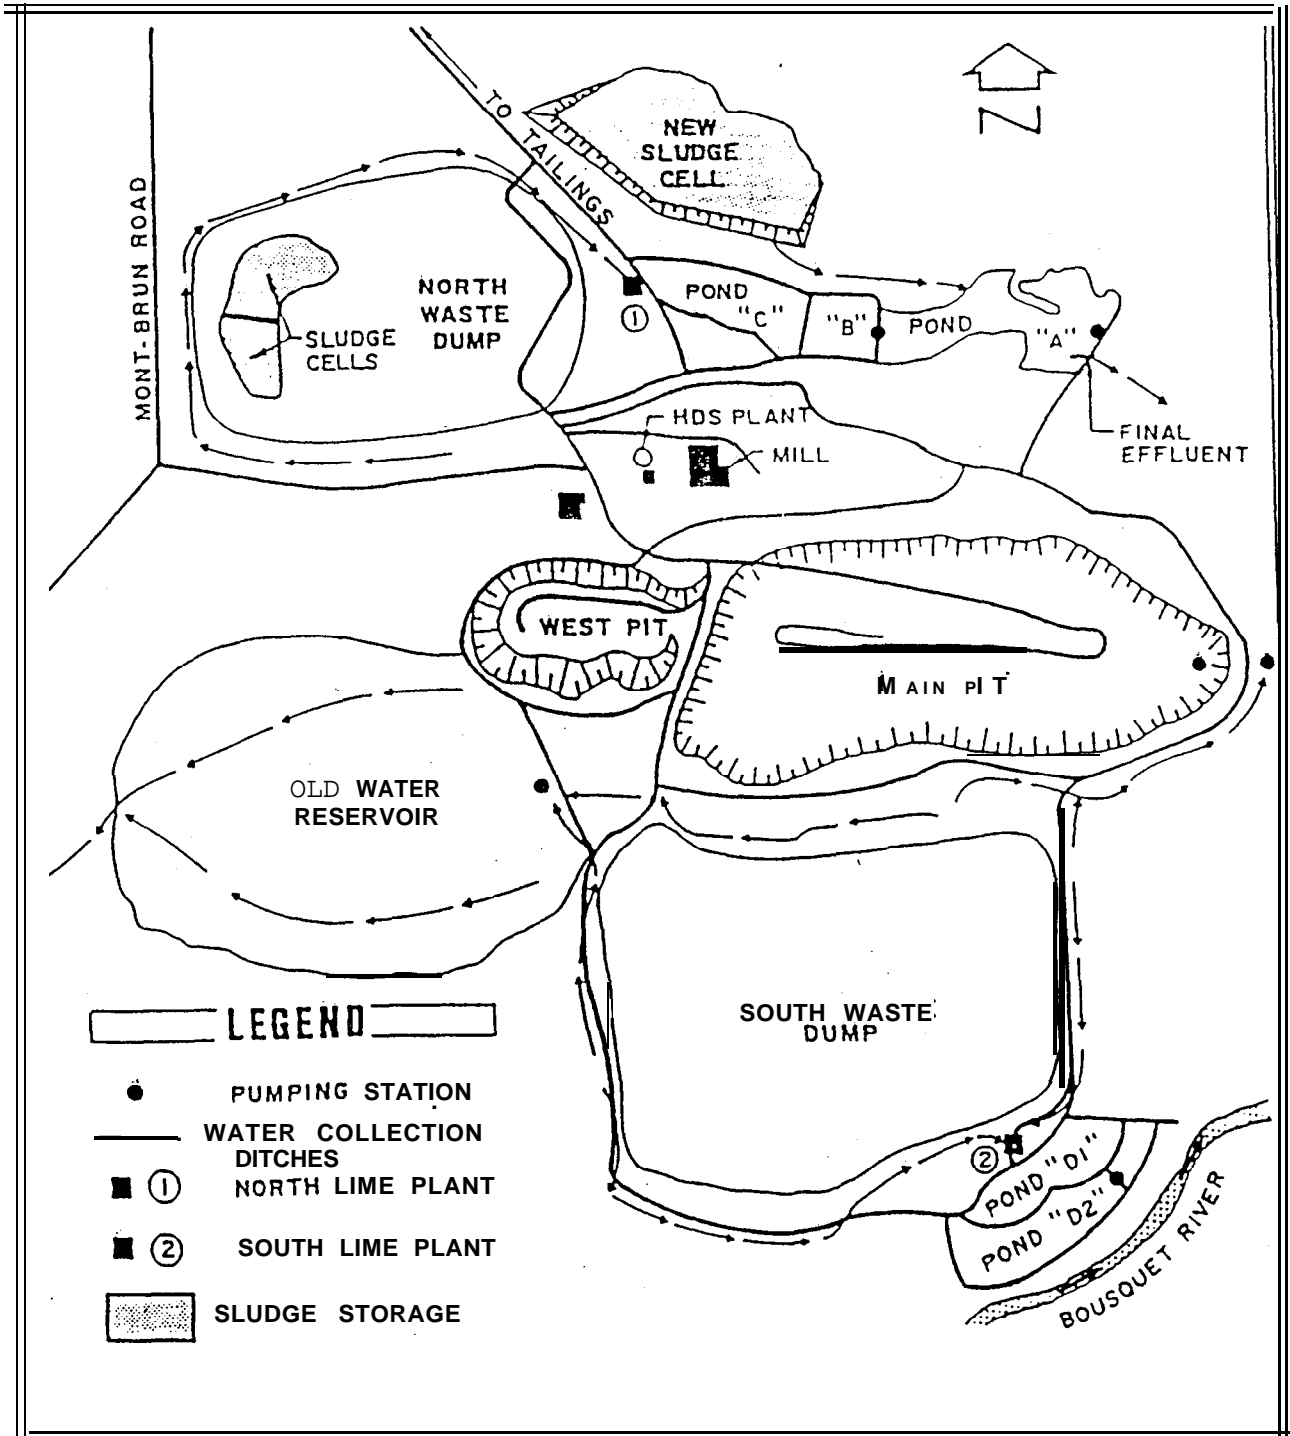 TO TAILINGS
NEW
SLUDGE
CELL
N
MONT-BRUN ROAD
NORTH
WASTE
DUMP
SLUDGE
CELLS
1
POND
"C"
"B"
POND
"A"
HDS PLANT
MILL
FINAL
EFFLUENT
WEST PIT
MAIN PIT
OLD WATER
RESERVOIR
SOUTH WASTE
DUMP
2
POND "D1"
POND "D2"
BOUSQUET RIVER
LEGEND
PUMPING STATION
WATER COLLECTION
DITCHES
1 NORTH LIME PLANT
2 SOUTH LIME PLANT
SLUDGE STORAGE